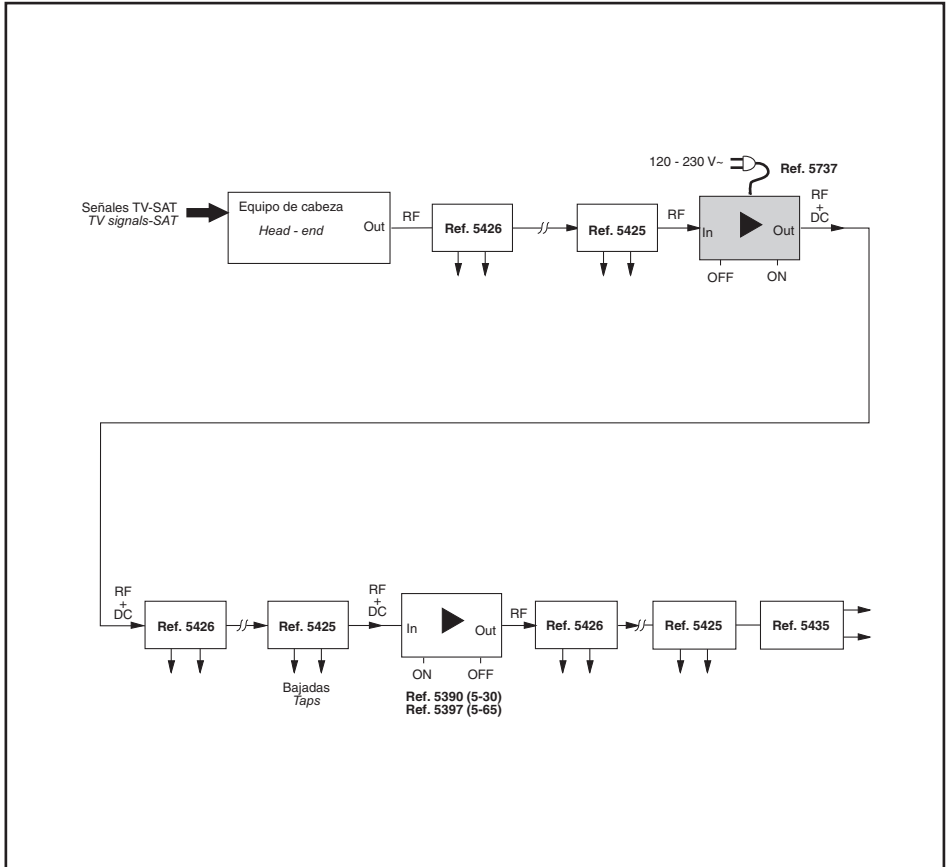 120 - 230 V~
Ref. 5737
Señales TV-SAT
TV signals-SAT
Equipo de cabeza
Head - end
Out
RF
Ref. 5426
Ref. 5425
RF
In
Out
OFF
ON
RF
+
DC
RF
+
DC
Ref. 5426
Ref. 5425
Bajadas
Taps
RF
+
DC
In
Out
ON
OFF
Ref. 5390 (5-30)
Ref. 5397 (5-65)
RF
Ref. 5426
Ref. 5425
Ref. 5435